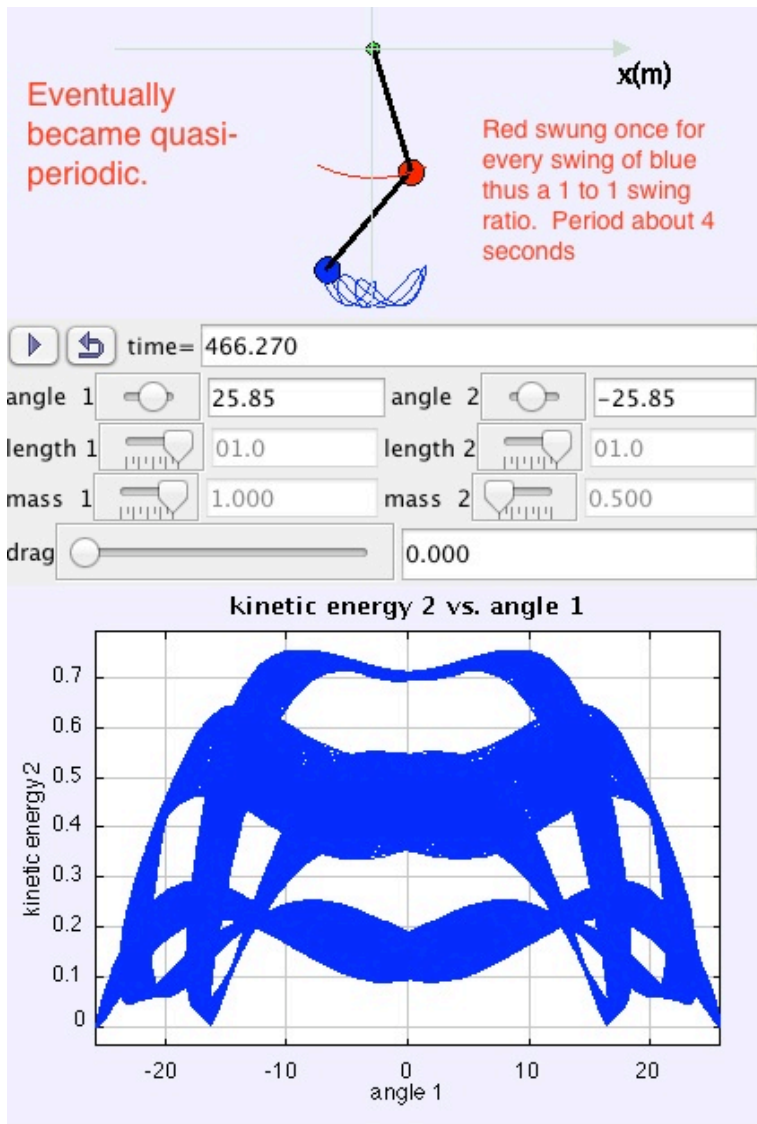 x(m)
Eventually
became quasi-
periodic.
Red swung once for
every swing of blue
thus a 1 to 1 swing
ratio. Period about 4
seconds
time= 466.270
angle 1 25.85 angle 2 -25.85
length 1 01.0 length 2 01.0
mass 1 1.000 mass 2 0.500
drag 0.000
kinetic energy 2 vs. angle 1
kinetic energy 2
0.7
0.6
0.5
0.4
0.3
0.2
0.1
0
-20 -10 0 10 20
angle 1